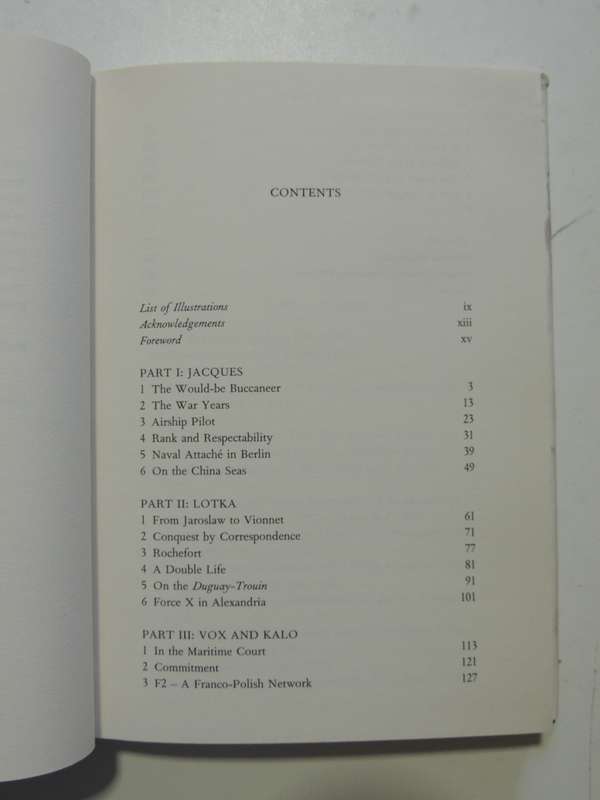 CONTENTS
List of Illustrations ix
Acknowledgements xiii
Foreword xv
PART I: JACQUES
1 The Would-be Buccaneer 3
2 The War Years 13
3 Airship Pilot 23
4 Rank and Respectability 31
5 Naval Attaché in Berlin 39
6 On the China Seas 49
PART II: LOTKA
1 From Jaroslaw to Vionnet 61
2 Conquest by Correspondence 71
3 Rochefort 77
4 A Double Life 81
5 On the Duguay-Trouin 91
6 Force X in Alexandria 101
PART III: VOX AND KALO
1 In the Maritime Court 113
2 Commitment 121
3 F2 – A Franco-Polish Network 127